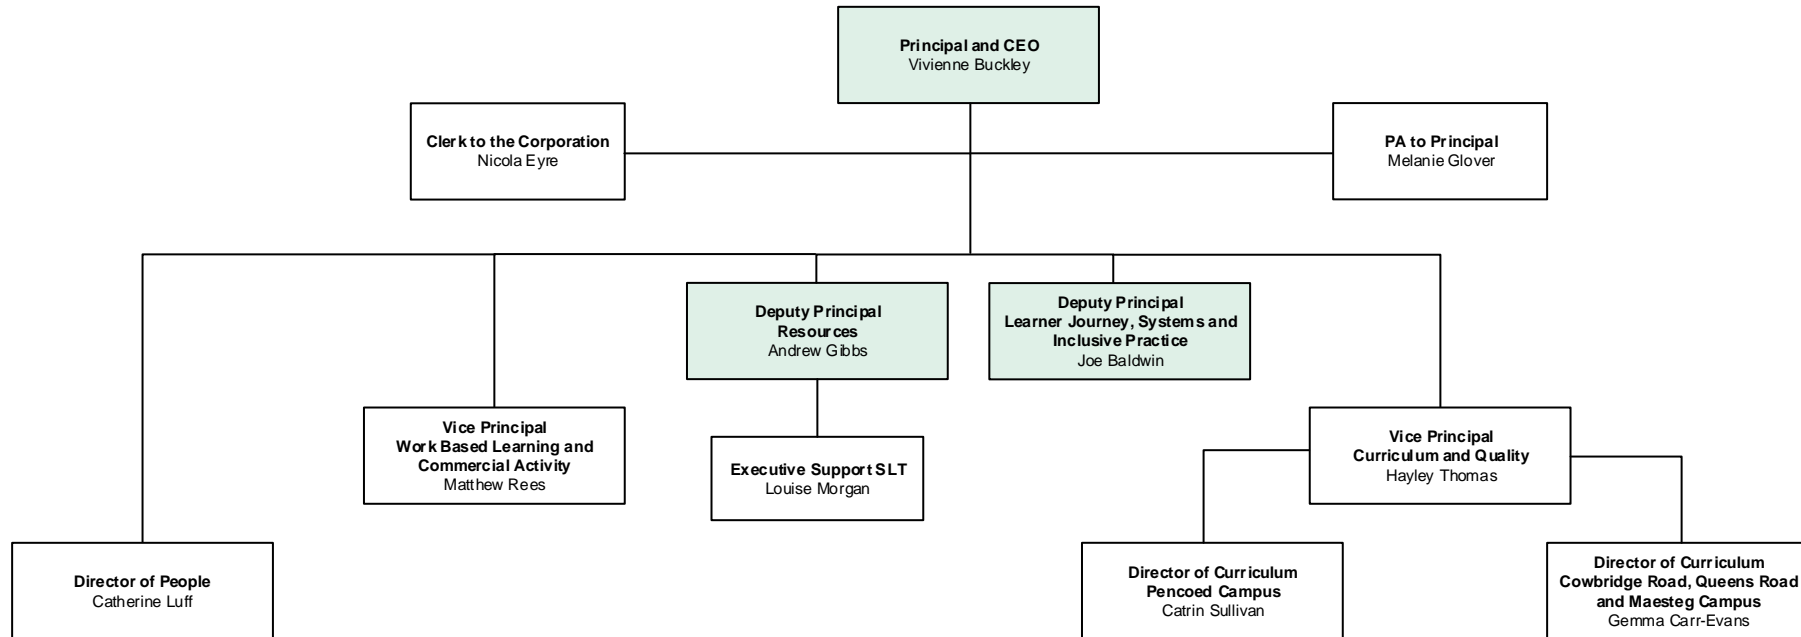 Principal and CEO
Vivienne Buckley
Clerk to the Corporation
Nicola Eyre
PA to Principal
Melanie Glover
Deputy Principal
Resources
Andrew Gibbs
Deputy Principal
Learner Journey, Systems and
Inclusive Practice
Joe Baldwin
Vice Principal
Work Based Learning and
Commercial Activity
Matthew Rees
Executive Support SLT
Louise Morgan
Vice Principal
Curriculum and Quality
Hayley Thomas
Director of People
Catherine Luff
Director of Curriculum
Pencoed Campus
Catrin Sullivan
Director of Curriculum
Cowbridge Road, Queens Road
and Maesteg Campus
Gemma Carr-Evans